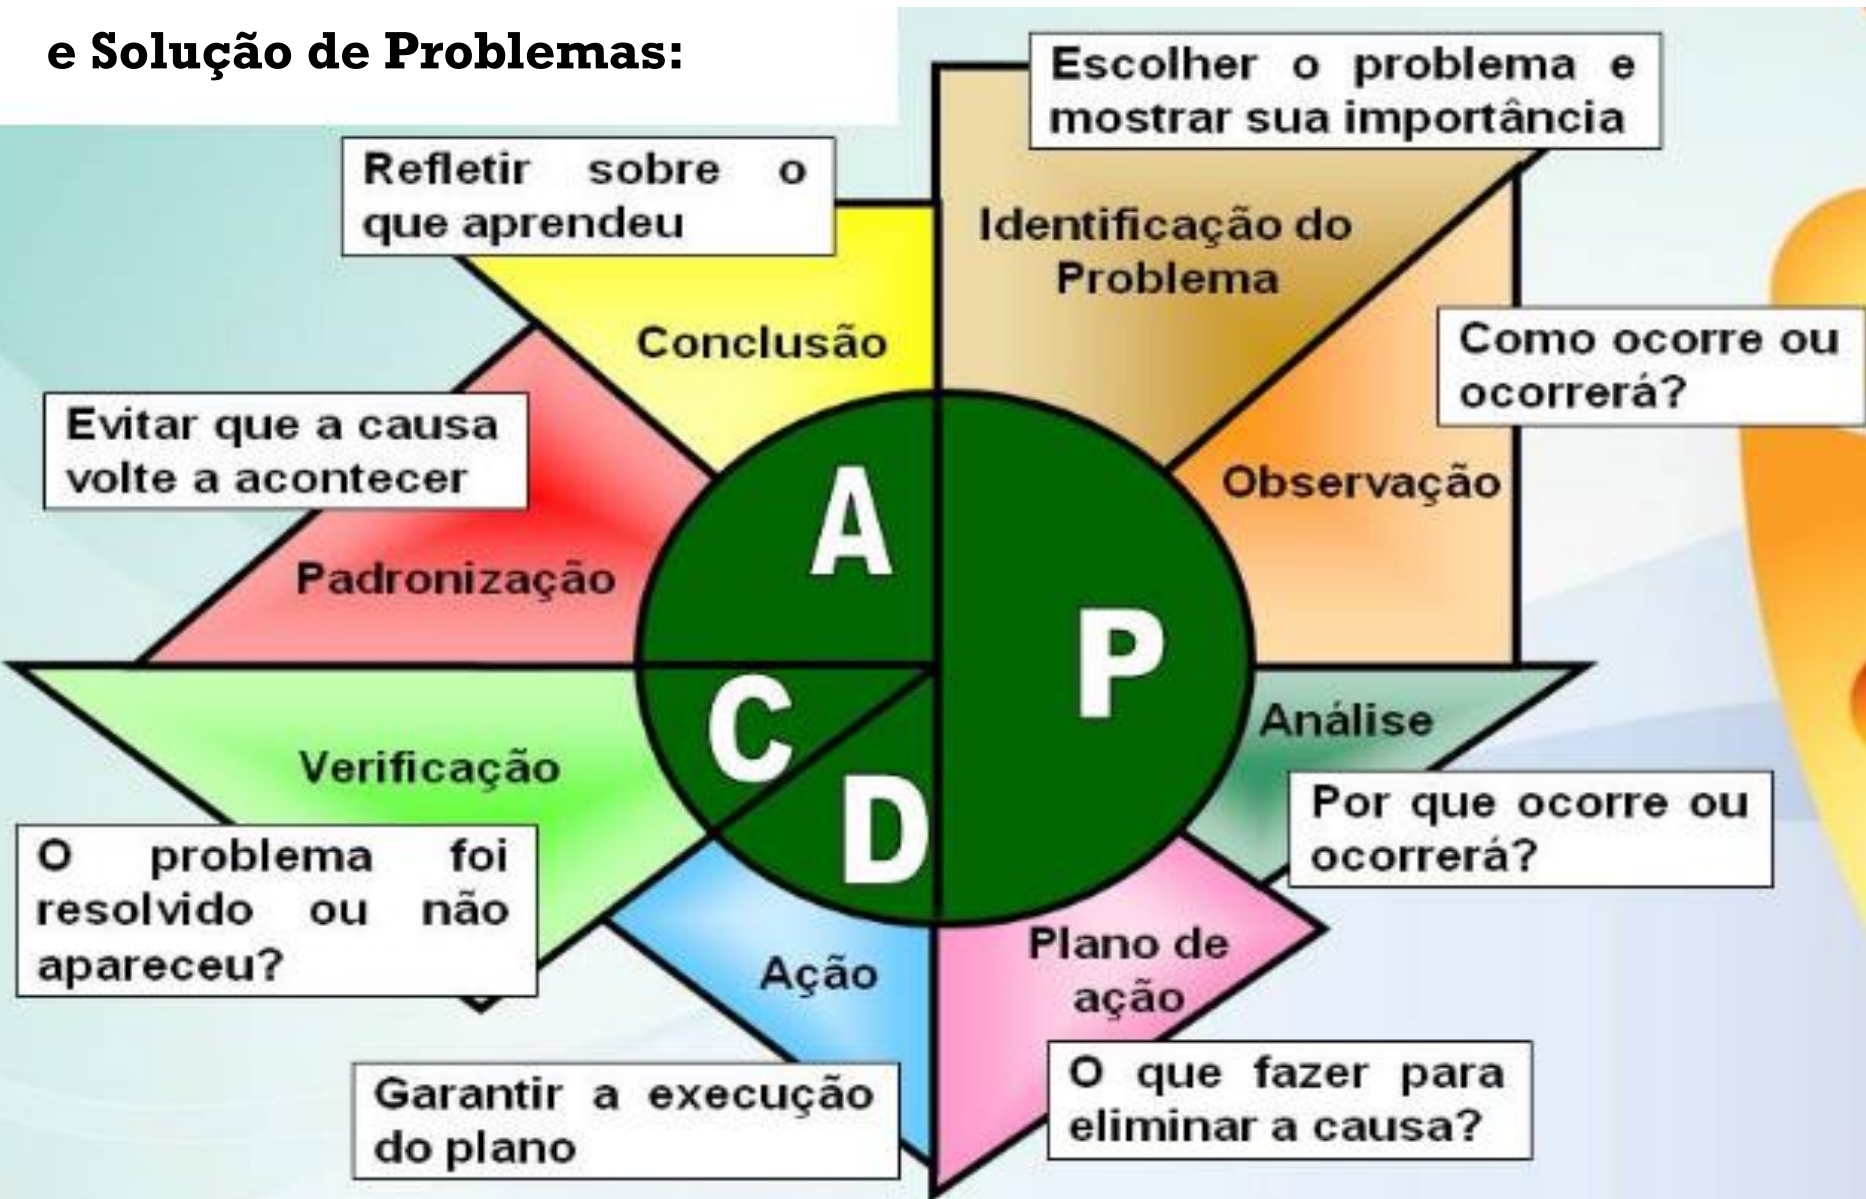 e Solução de Problemas:
Escolher o problema e
mostrar sua importância
Identificação do
Problema
Como ocorre ou
ocorrerá?
Observação
Análise
Por que ocorre ou
ocorrerá?
Plano de
ação
O que fazer para
eliminar a causa?
Ação
Garantir a execução
do plano
Verificação
O problema foi
resolvido ou não
apareceu?
Padronização
Evitar que a causa
volte a acontecer
Conclusão
Refletir sobre o
que aprendeu
P
D
C
A